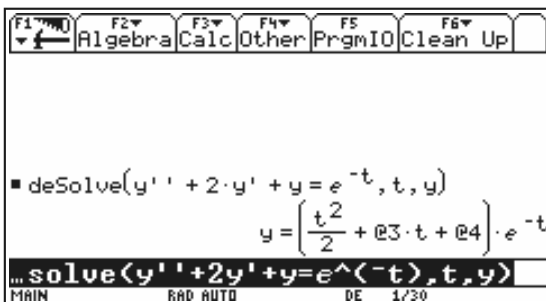 F1 F2▾ Algebra F3▾ Calc F4▾ Other F5 PrgmIO F6▾ Clean Up
■ deSolve(y'' + 2·y' + y = e^-t, t, y)
y = (t^2/2 + @3·t + @4)·e^-t
…solve(y''+2y'+y=e^(-t),t,y)
MAIN RAD AUTO DE 1/30